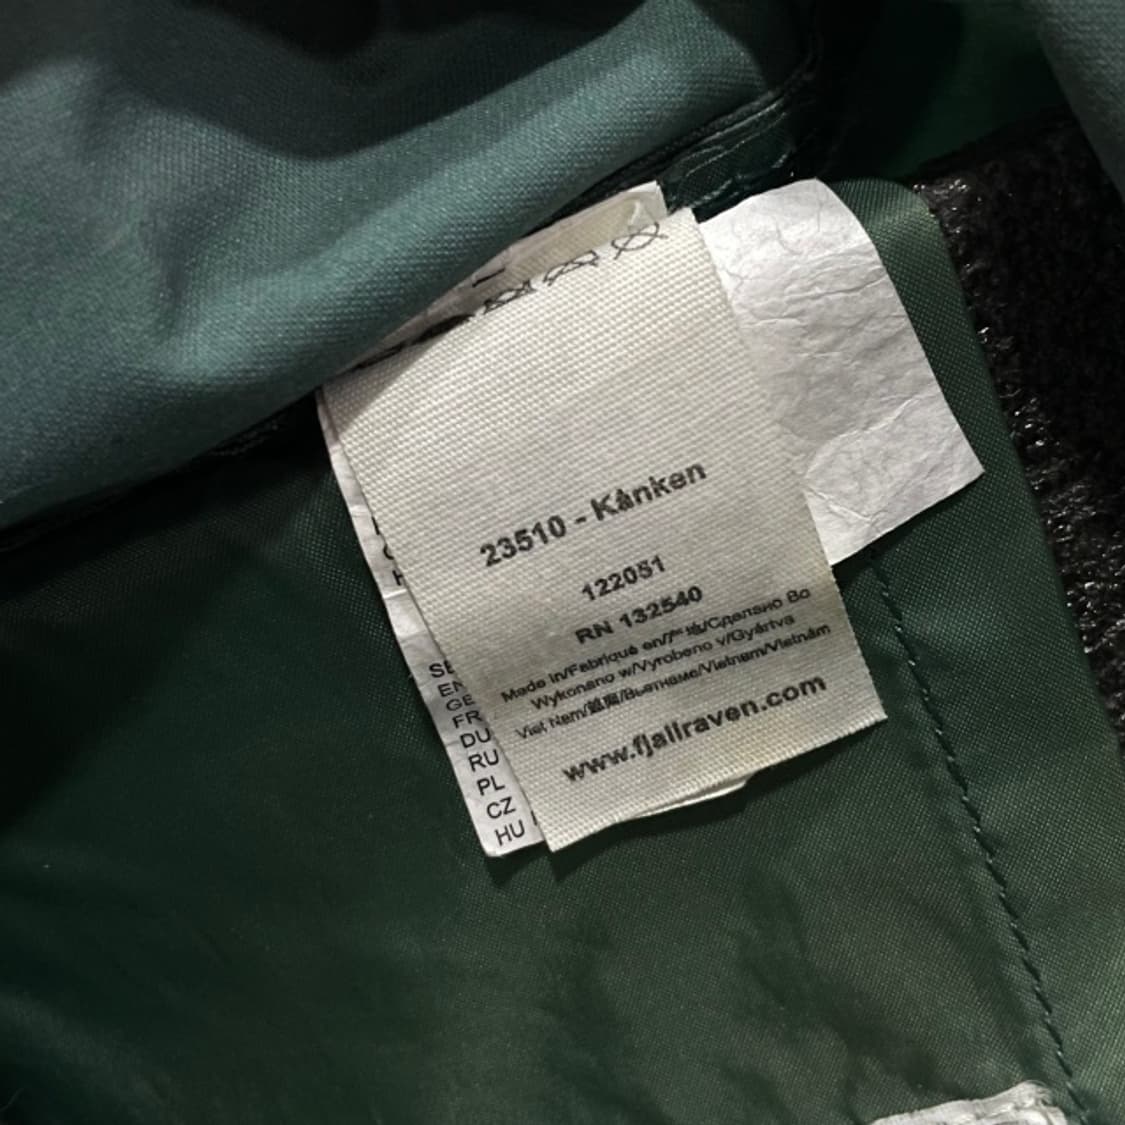 23510 - Kånken
122051
RN 132540
Made in/Fabriqué en/产地/Сделано Во
Wykonano w/Vyrobeno v/Gyártva
Viet Nam/越南/Вьетнаме/Vietnam/Vietnám
www.fjallraven.com
SE
EN
GE
FR
DU
RU
PL
CZ
HU